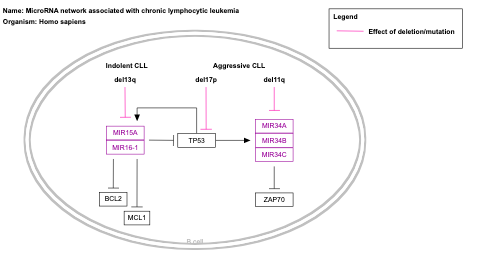 Name: MicroRNA network associated with chronic lymphocytic leukemia
Organism: Homo sapiens
Legend
Effect of deletion/mutation
Indolent CLL
Aggressive CLL
del13q
del17p
del11q
MIR15A
MIR16-1
TP53
MIR34A
MIR34B
MIR34C
BCL2
MCL1
ZAP70
B cell